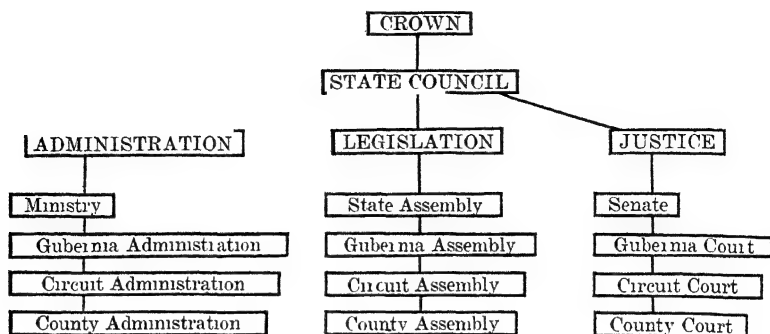 CROWN
STATE COUNCIL
ADMINISTRATION LEGISLATION JUSTICE
Ministry State Assembly Senate
Gubernia Administration Gubernia Assembly Gubernia Court
Circuit Administration Circuit Assembly Circuit Court
County Administration County Assembly County Court